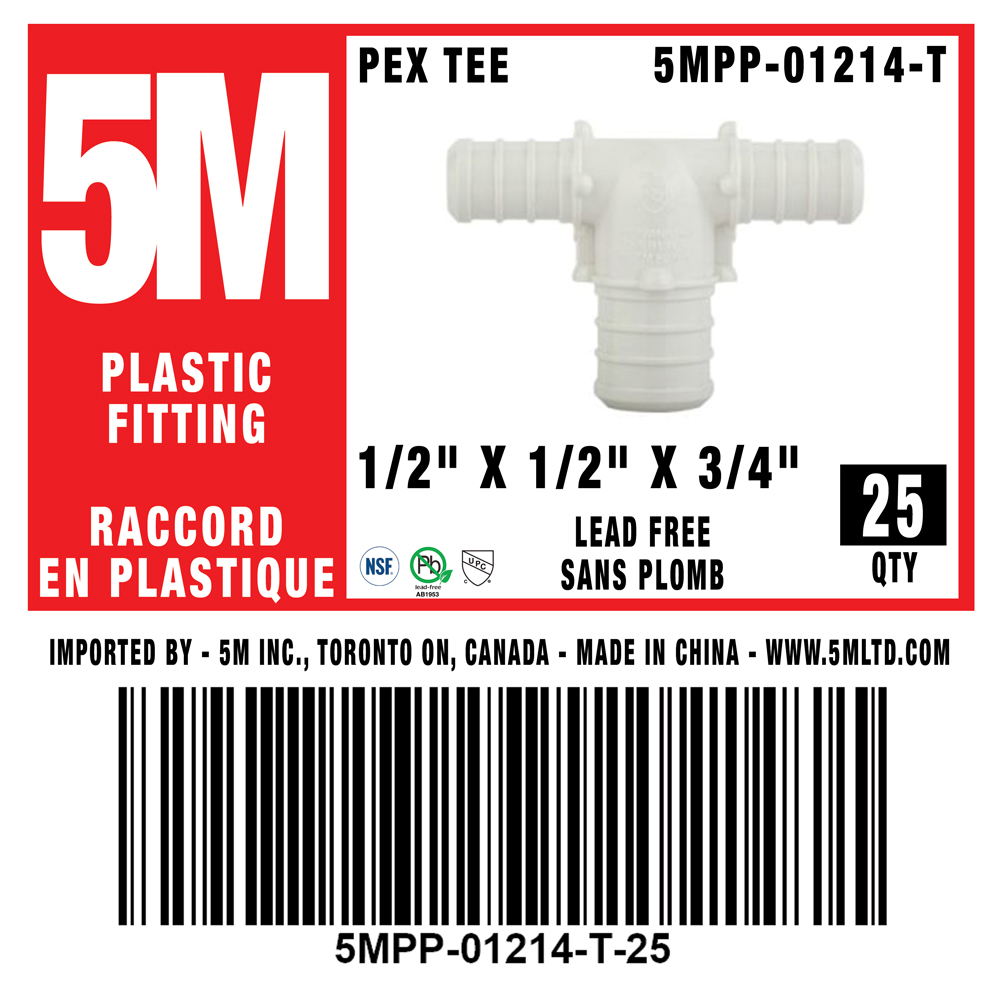 5M
PLASTIC
FITTING
RACCORD
EN PLASTIQUE
PEX TEE
5MPP-01214-T
1/2" X 1/2" X 3/4"
25
QTY
LEAD FREE
SANS PLOMB
NSF
Pb
lead-free
AB1953
UPC
C ®
IMPORTED BY - 5M INC., TORONTO ON, CANADA - MADE IN CHINA - WWW.5MLTD.COM
5MPP-01214-T-25